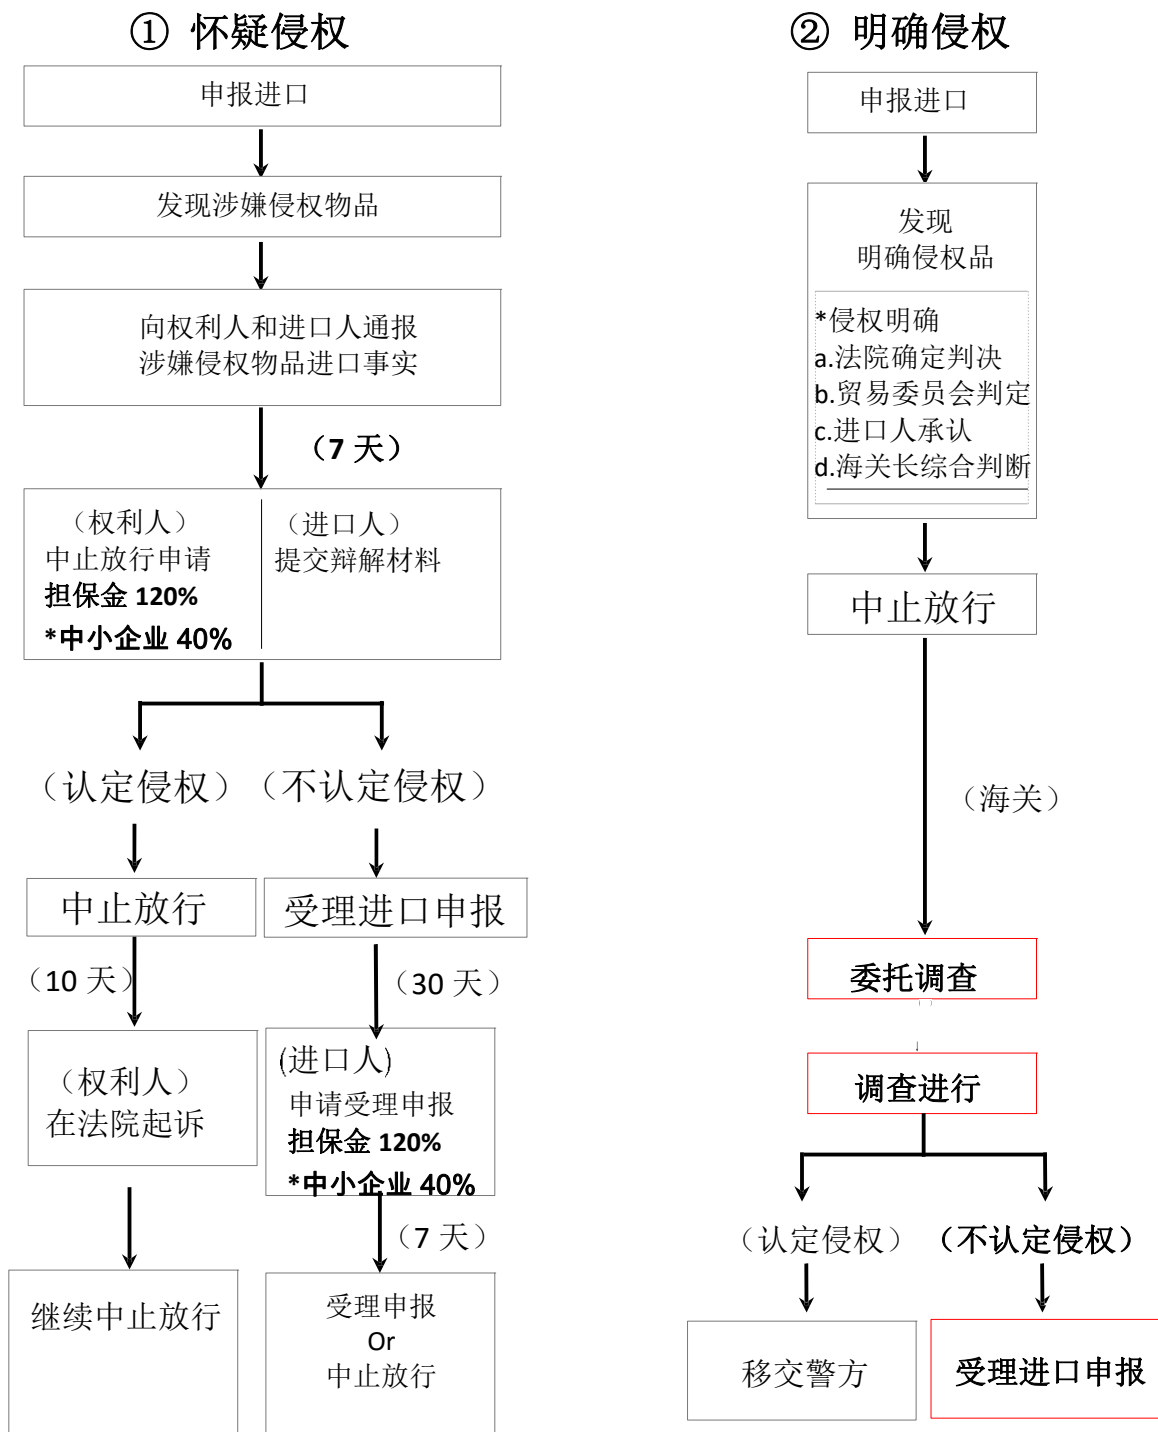 ① 怀疑侵权
申报进口
发现涉嫌侵权物品
向权利人和进口人通报
涉嫌侵权物品进口事实
（7 天）
（权利人）
中止放行申请
担保金 120%
*中小企业 40%
（进口人）
提交辩解材料
（认定侵权）
（不认定侵权）
中止放行
受理进口申报
（10 天）
（30 天）
（权利人）
在法院起诉
(进口人)
申请受理申报
担保金 120%
*中小企业 40%
（7 天）
继续中止放行
受理申报
Or
中止放行
② 明确侵权
申报进口
发现
明确侵权品
*侵权明确
a.法院确定判决
b.贸易委员会判定
c.进口人承认
d.海关长综合判断
中止放行
（海关）
委托调查
调查进行
（认定侵权）
（不认定侵权）
移交警方
受理进口申报